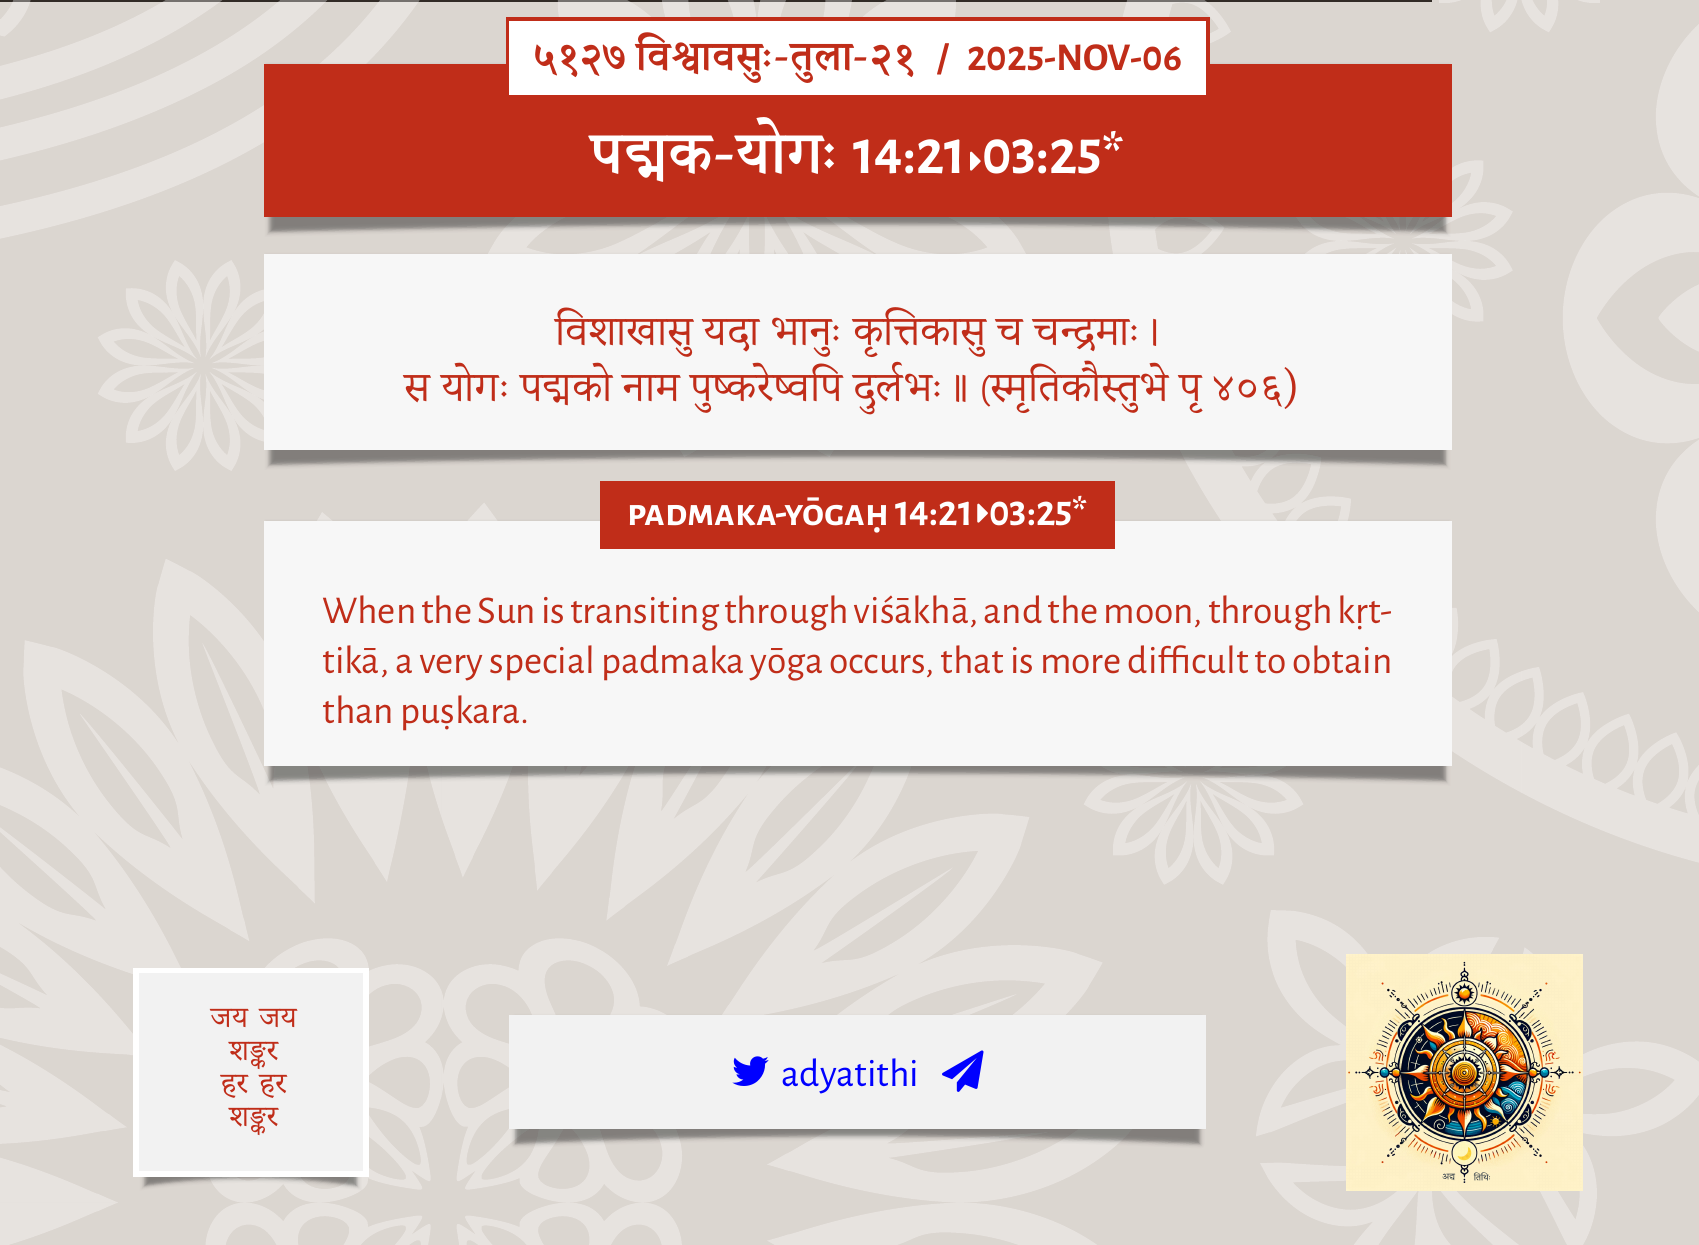 ५१२७ विश्वावसुः-तुला-२१ / 2025-NOV-06
पद्मक-योगः 14:21▸03:25*
विशाखासु यदा भानुः कृत्तिकासु च चन्द्रमाः।
स योगः पद्मको नाम पुष्करेष्वपि दुर्लभः॥ (स्मृतिकौस्तुभे पृ ४०६)
PADMAKA-YŌGAḤ 14:21▸03:25*
When the Sun is transiting through viśākhā, and the moon, through kṛt-
tikā, a very special padmaka yōga occurs, that is more difficult to obtain
than puṣkara.
जय जय
शङ्कर
हर हर
शङ्कर
adyatithi
अद्य तिथिः